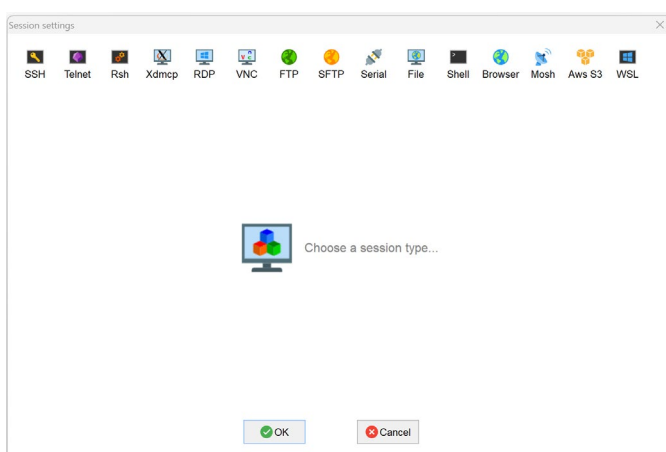 Session settings
SSH Telnet Rsh Xdmcp RDP VNC FTP SFTP Serial File Shell Browser Mosh Aws S3 WSL
Choose a session type...
OK Cancel